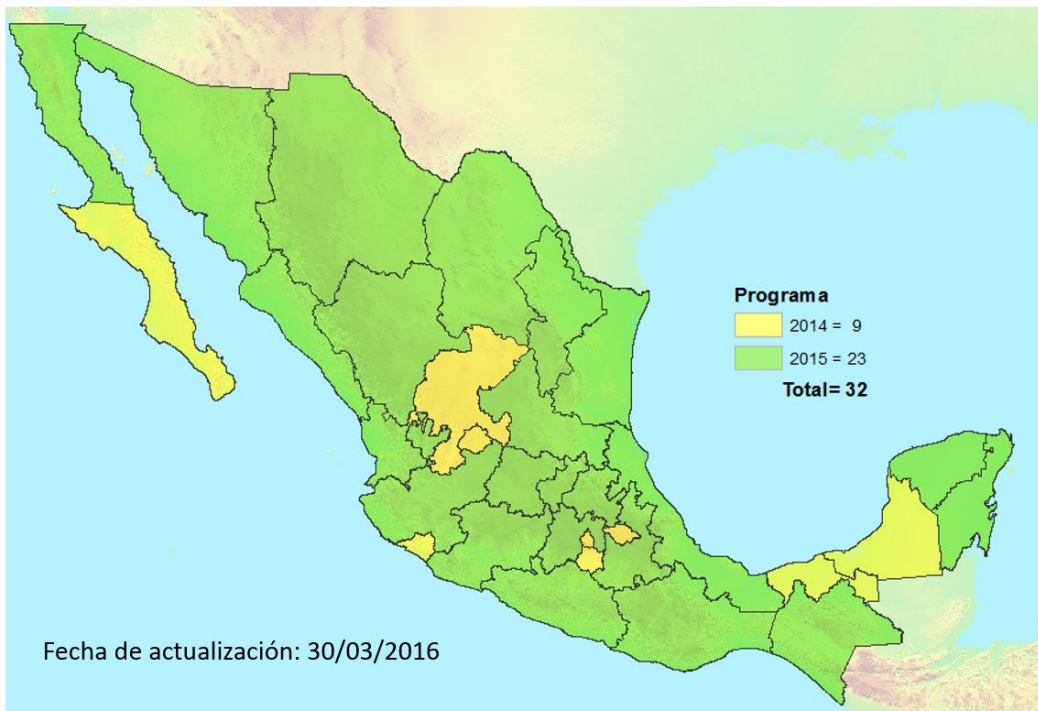 Programa
2014 = 9
2015 = 23
Total= 32
Fecha de actualización: 30/03/2016